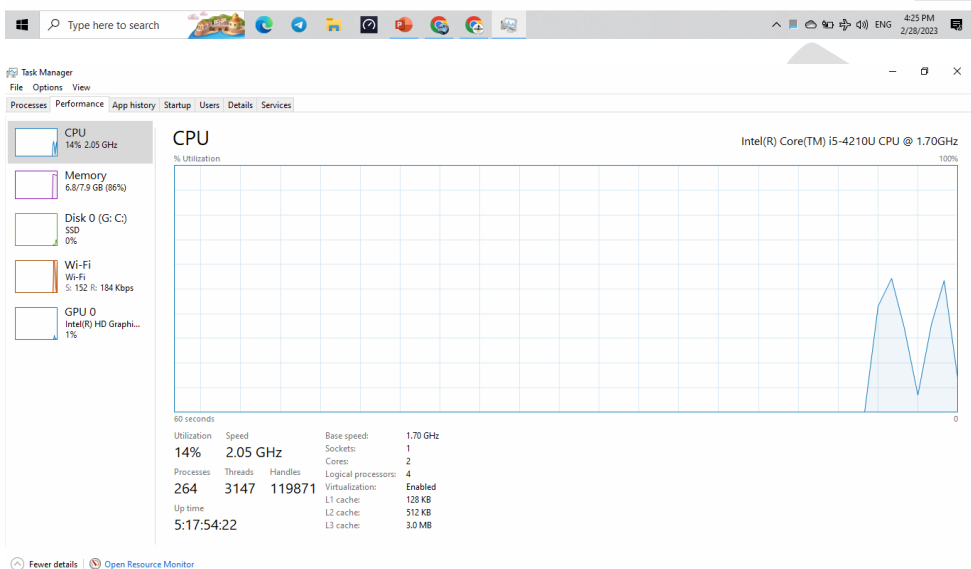 Type here to search
ENG
4:25 PM
2/28/2023
Task Manager
File Options View
Processes Performance App history Startup Users Details Services
CPU
14% 2.05 GHz
Memory
6.8/7.9 GB (86%)
Disk 0 (G: C:)
SSD
0%
Wi-Fi
Wi-Fi
S: 152 R: 184 Kbps
GPU 0
Intel(R) HD Graphi...
1%
CPU
Intel(R) Core(TM) i5-4210U CPU @ 1.70GHz
% Utilization
100%
60 seconds
0
Utilization Speed
14% 2.05 GHz
Processes Threads Handles
264 3147 119871
Up time
5:17:54:22
Base speed: 1.70 GHz
Sockets: 1
Cores: 2
Logical processors: 4
Virtualization: Enabled
L1 cache: 128 KB
L2 cache: 512 KB
L3 cache: 3.0 MB
Fewer details Open Resource Monitor